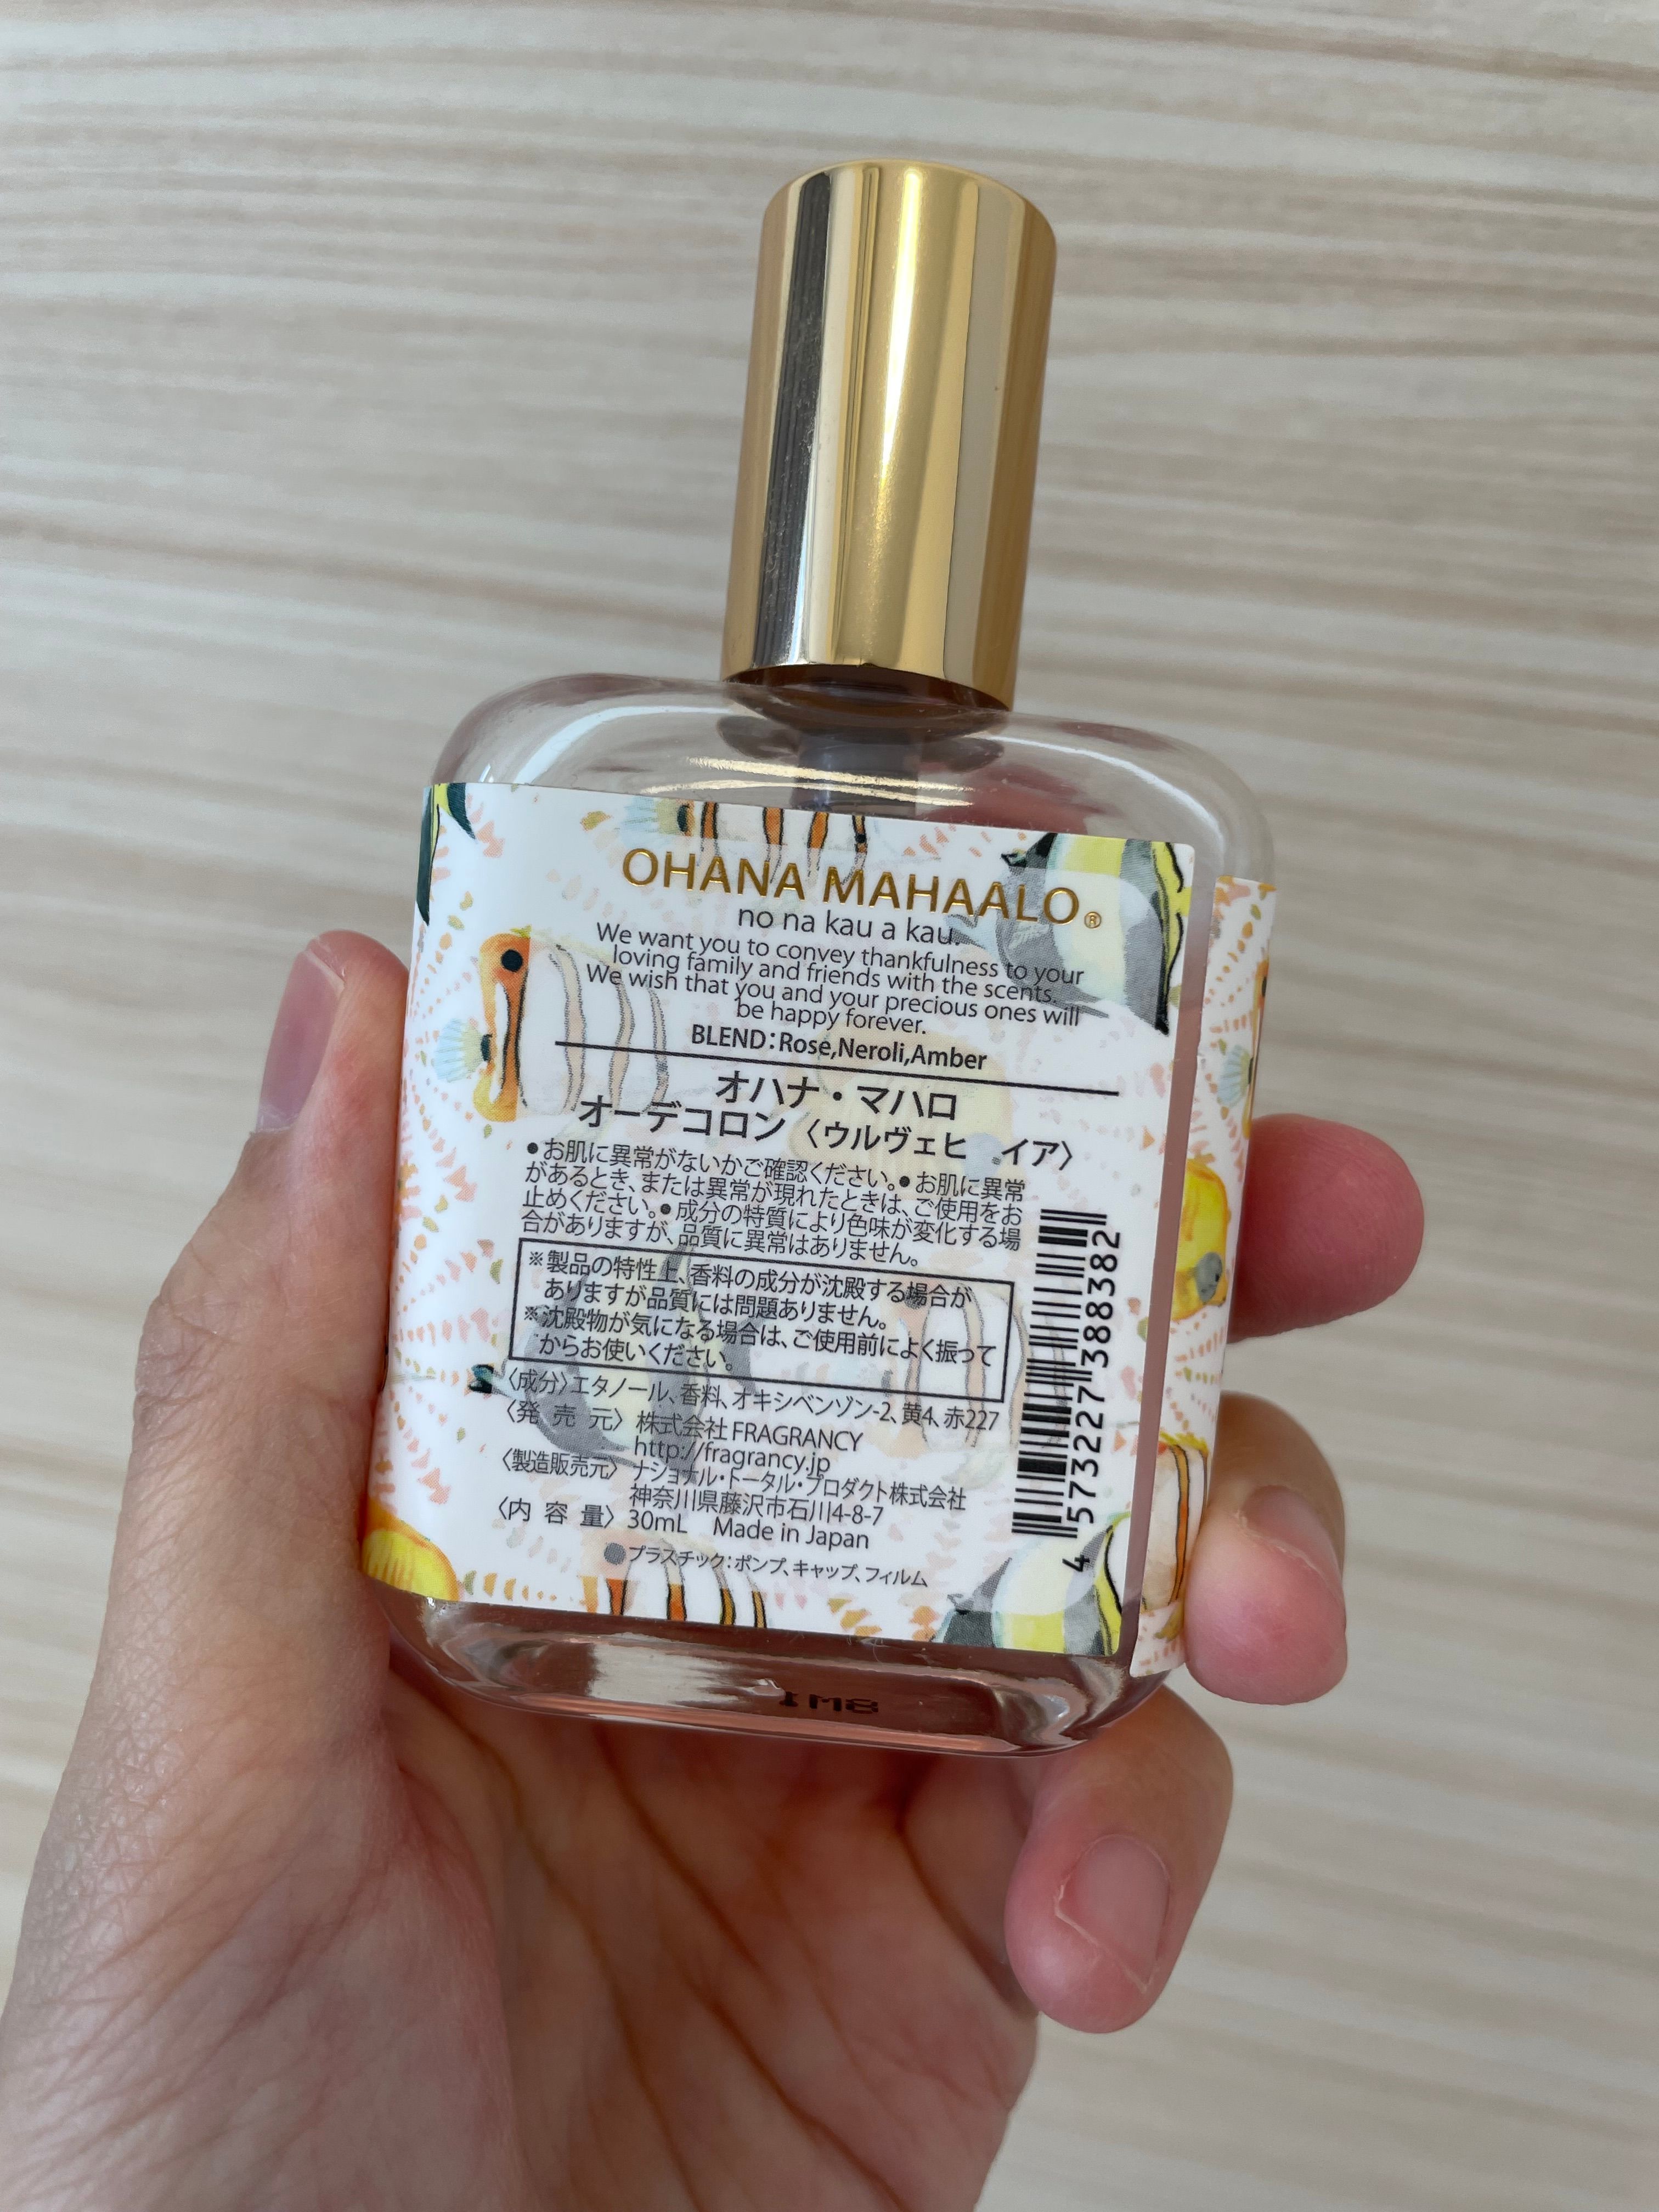 OHANA MAHAALO®
no na kau a kau.
We want you to convey thankfulness to your
loving family and friends with the scents.
We wish that you and your precious ones will
be happy forever.
BLEND:Rose,Neroli,Amber
オハナ・マハロ
オーデコロン〈ウルヴェヒ イア〉
●お肌に異常がないかご確認ください。●お肌に異常
があるとき、または異常が現れたときは、ご使用をお
止めください。●成分の特質により色味が変化する場
合がありますが、品質に異常はありません。
※製品の特性上、香料の成分が沈殿する場合が
ありますが品質には問題ありません。
※沈殿物が気になる場合は、ご使用前によく振って
からお使いください。
〈成分〉エタノール、香料、オキシベンゾン-2、黄4、赤227
〈発 売 元〉 株式会社 FRAGRANCY
http://fragrancy.jp
〈製造販売元〉 ナショナル・トータル・プロダクト株式会社
神奈川県藤沢市石川4-8-7
〈内 容 量〉 30mL Made in Japan
●プラスチック:ポンプ、キャップ、フィルム
4 573227 388382
1M8